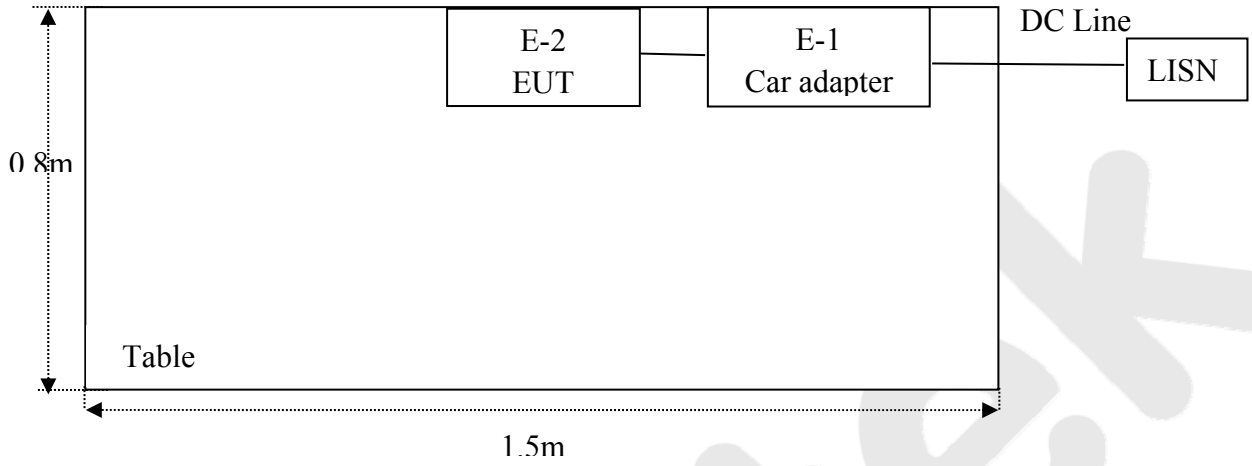 E-2
EUT
E-1
Car adapter
DC Line
LISN
0.8m
Table
1.5m